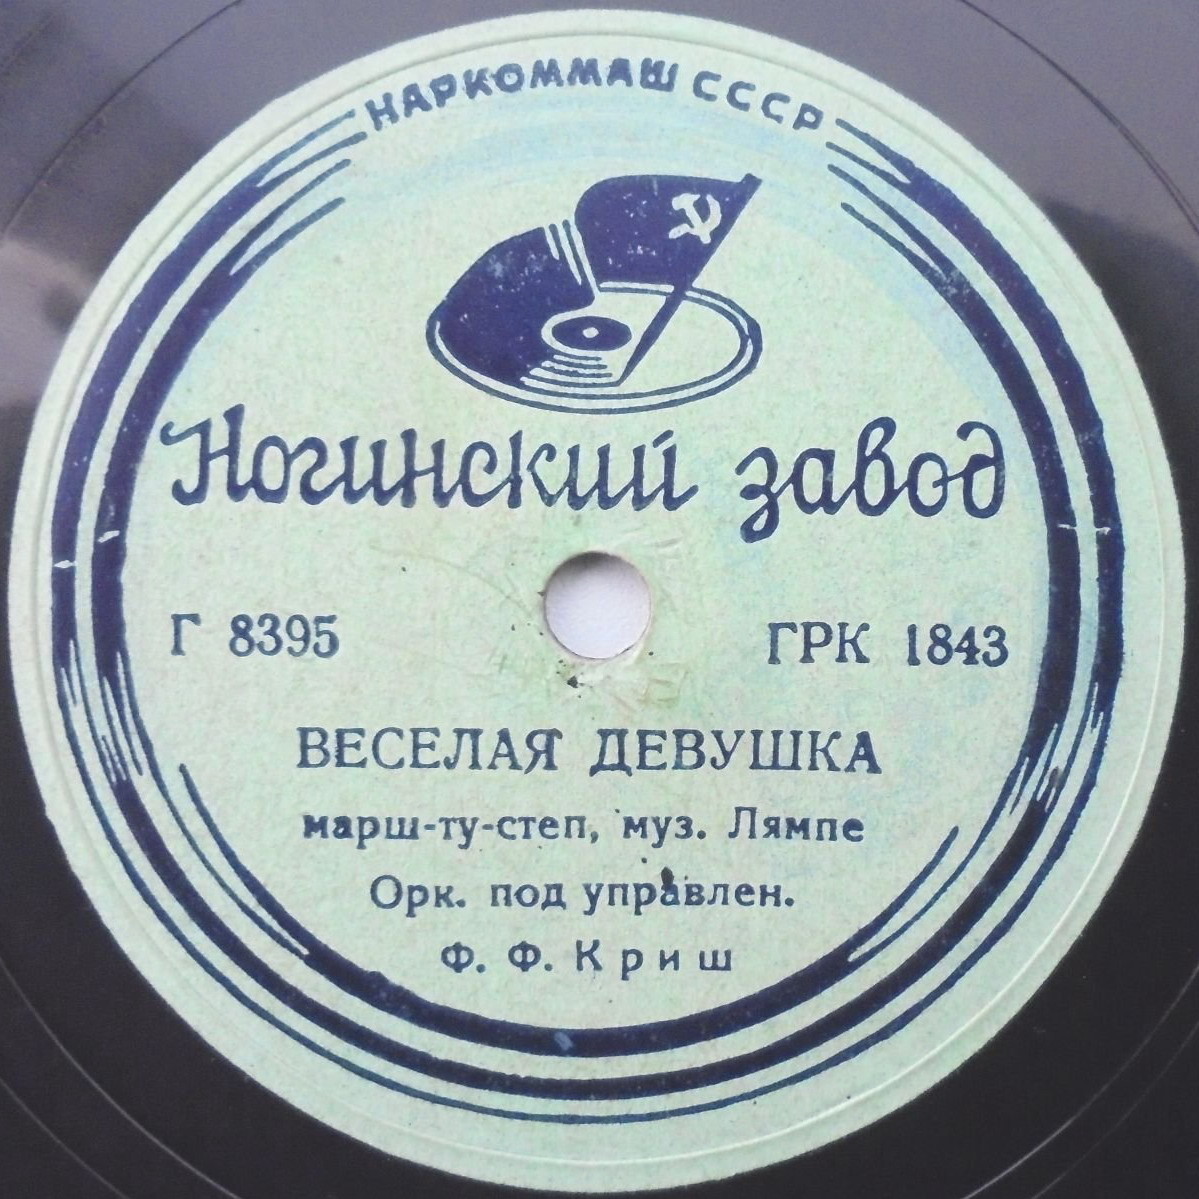 НАРКОММАШ СССР
Ногинский завод
Г 8395
ГРК 1843
ВЕСЕЛАЯ ДЕВУШКА
марш-ту-степ, муз. Лямпе
Орк. под управлен.
Ф. Ф. Криш